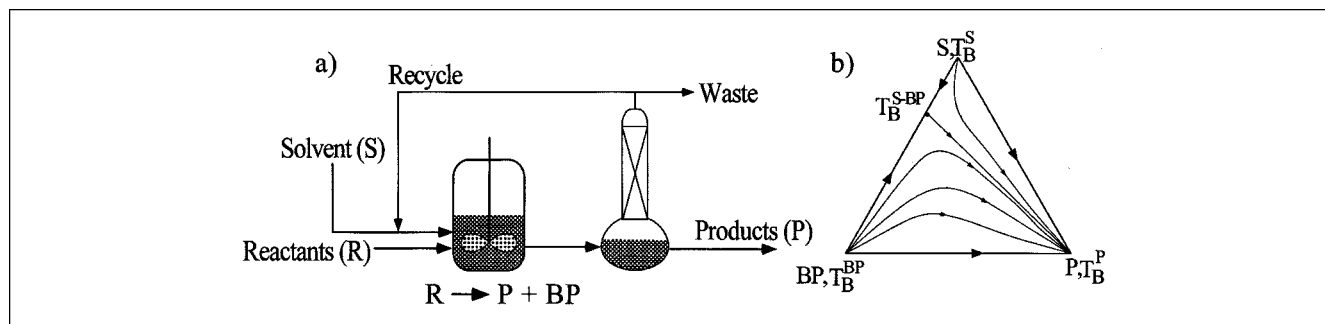 a)
Recycle
Waste
Solvent (S)
Reactants (R)
Products (P)
R → P + BP
b)
S,T_B^S
T_B^S-BP
BP,T_B^BP
P,T_B^P